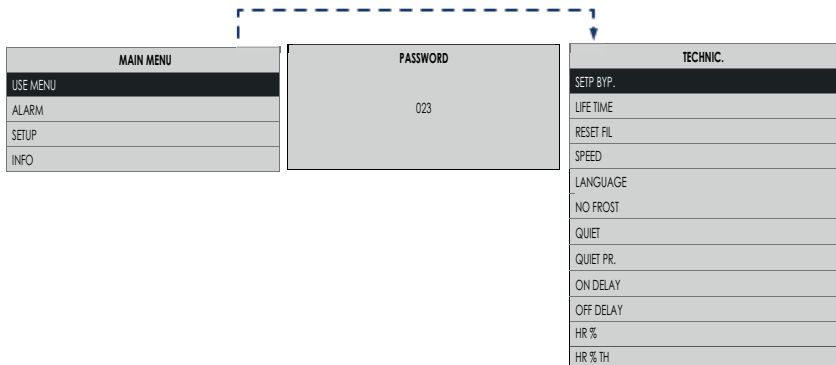 MAIN MENU
USE MENU
ALARM
SETUP
INFO
PASSWORD
023
TECHNIC.
SETP BYP.
LIFE TIME
RESET FIL
SPEED
LANGUAGE
NO FROST
QUIET
QUIET PR.
ON DELAY
OFF DELAY
HR %
HR % TH